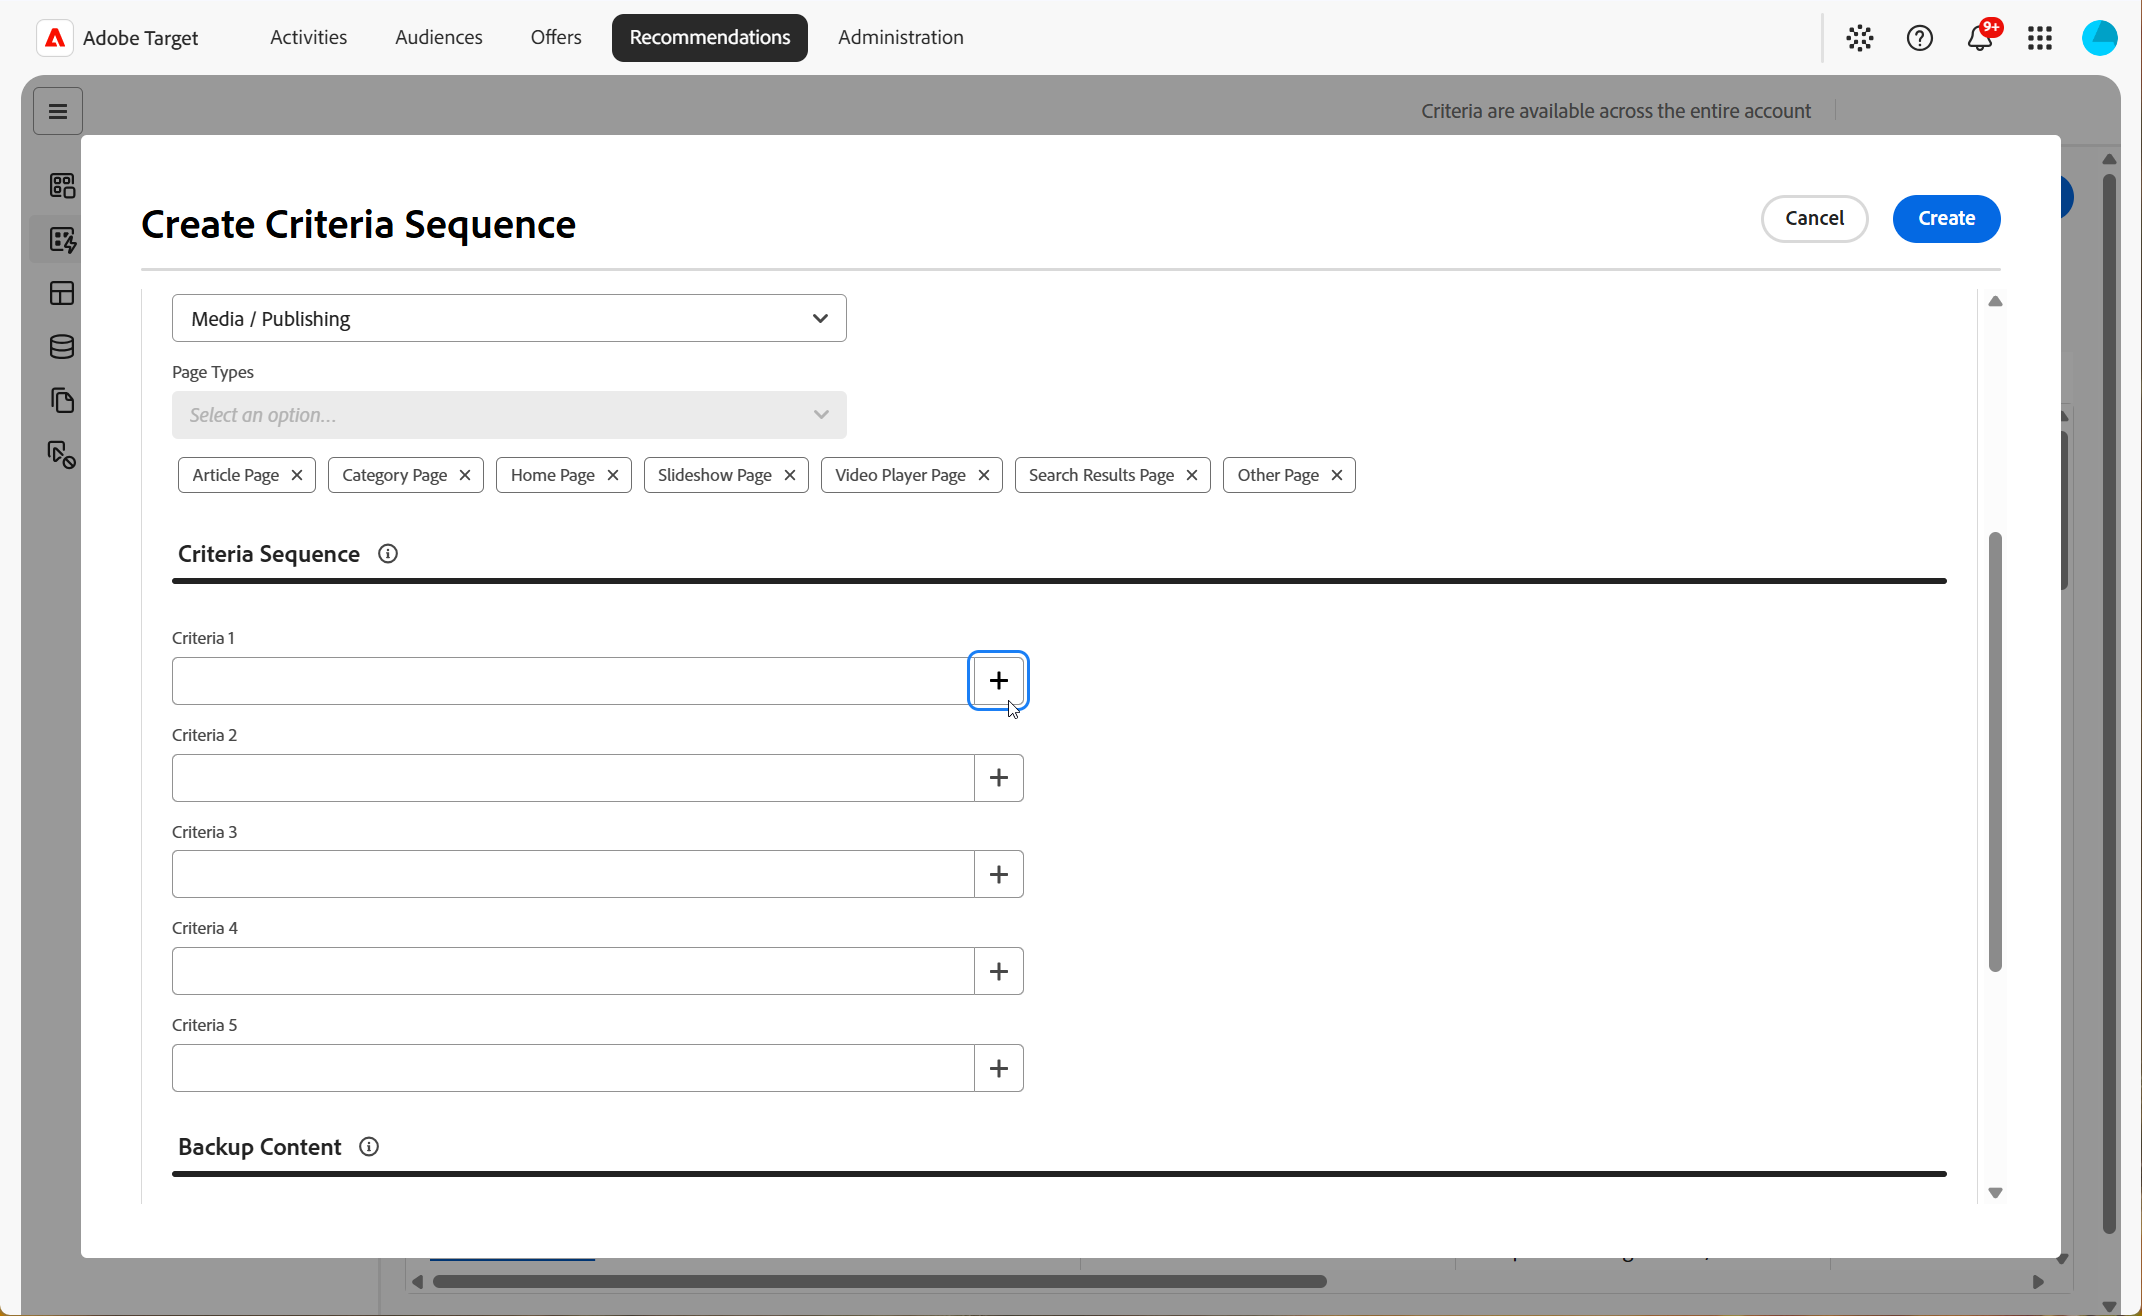 Adobe Target
Activities
Audiences
Offers
Recommendations
Administration
9+
Criteria are available across the entire account
Create Criteria Sequence
Cancel
Create
Media / Publishing
Page Types
Select an option...
Article Page
Category Page
Home Page
Slideshow Page
Video Player Page
Search Results Page
Other Page
Criteria Sequence
Criteria 1
Criteria 2
Criteria 3
Criteria 4
Criteria 5
Backup Content